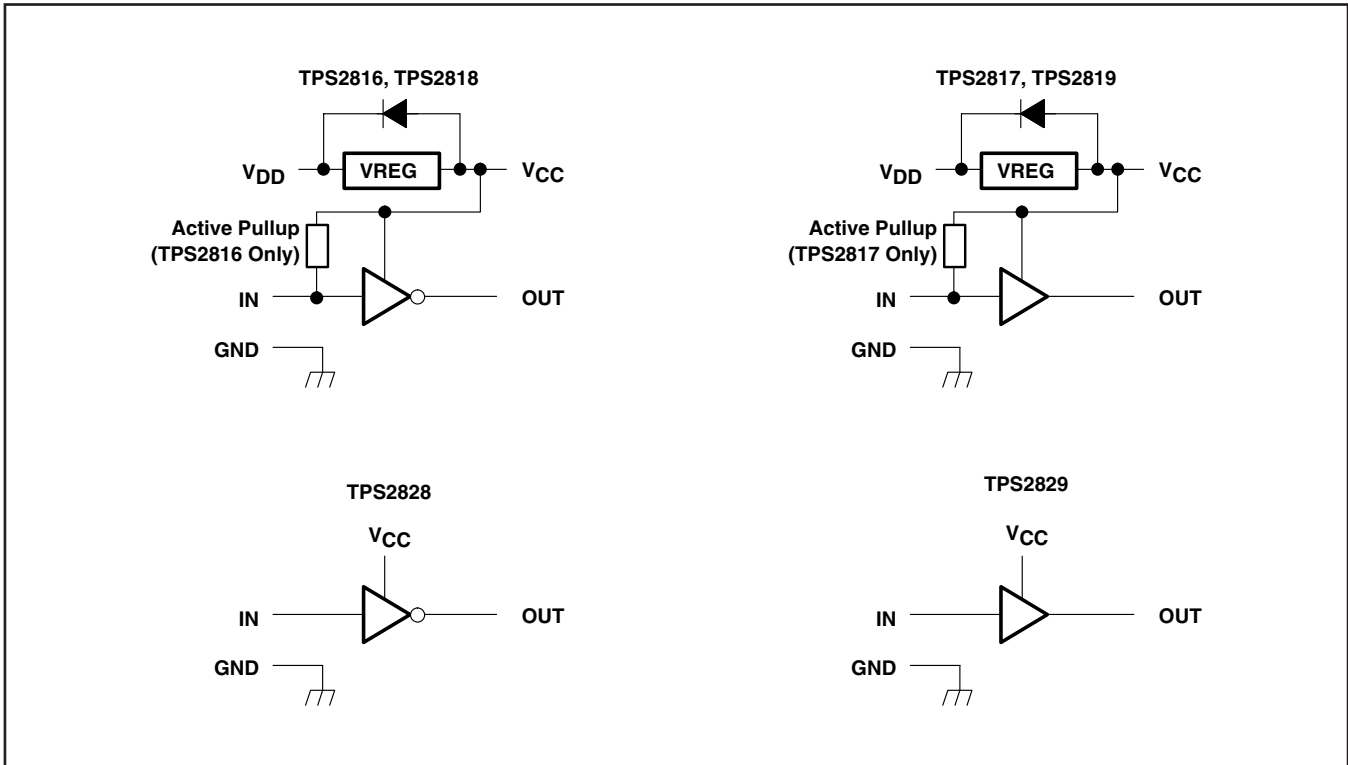 TPS2816, TPS2818
VDD
VREG
VCC
Active Pullup
(TPS2816 Only)
IN
OUT
GND
TPS2817, TPS2819
VDD
VREG
VCC
Active Pullup
(TPS2817 Only)
IN
OUT
GND
TPS2828
VCC
IN
OUT
GND
TPS2829
VCC
IN
OUT
GND